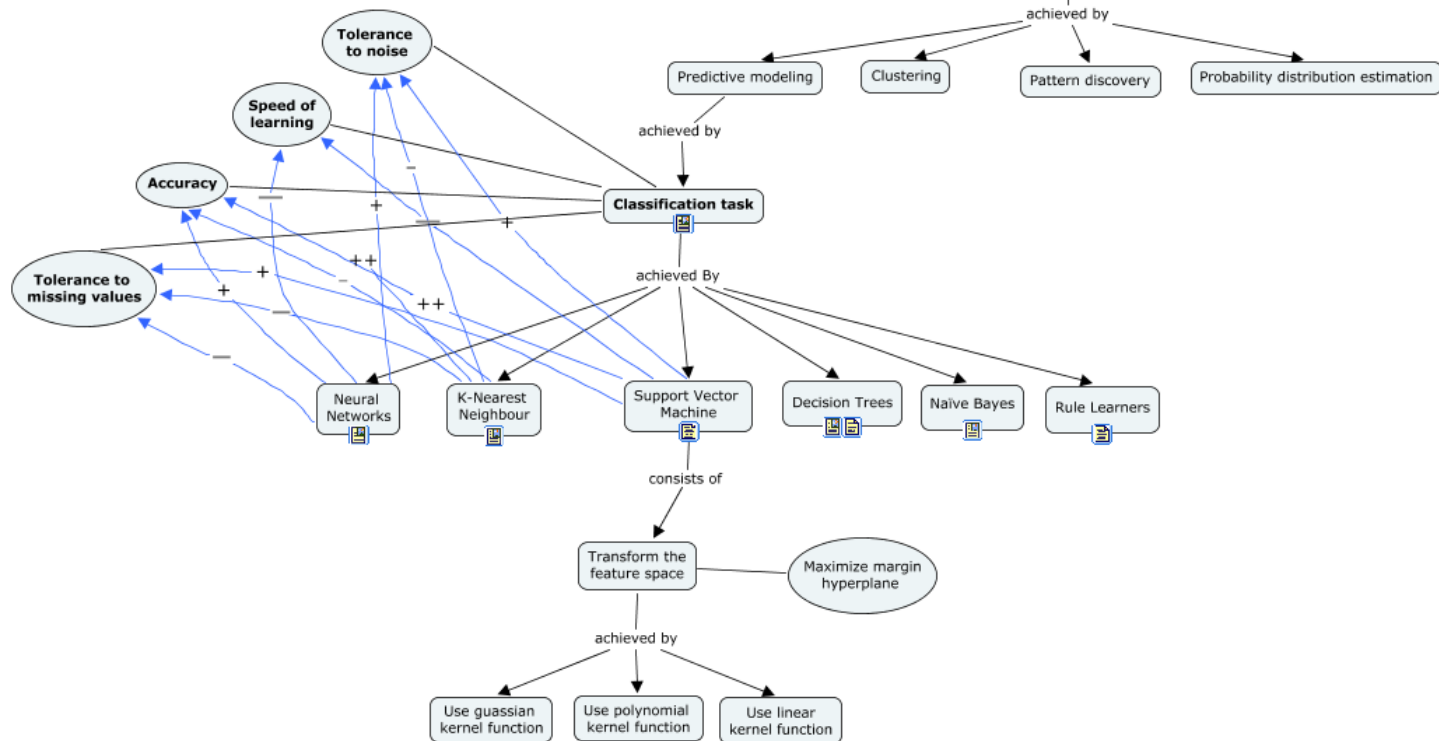 achieved by
Tolerance
to noise
Predictive modeling
Clustering
Pattern discovery
Probability distribution estimation
Speed of
learning
achieved by
-
Accuracy
—
Classification task
+
—
+
Tolerance to
missing values
+
++
-
achieved By
+
—
++
—
Neural
Networks
K-Nearest
Neighbour
Support Vector
Machine
Decision Trees
Naïve Bayes
Rule Learners
consists of
Transform the
feature space
Maximize margin
hyperplane
achieved by
Use guassian
kernel function
Use polynomial
kernel function
Use linear
kernel function